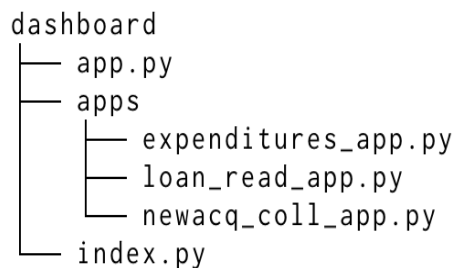 dashboard
app.py
apps
expenditures_app.py
loan_read_app.py
newacq_coll_app.py
index.py